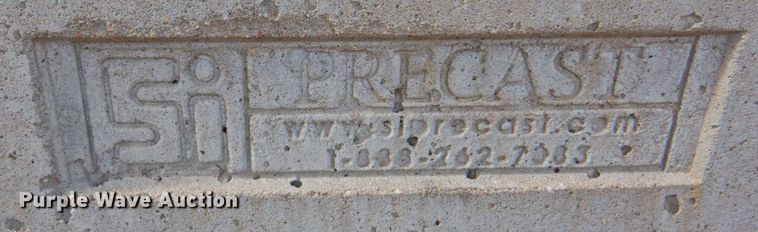 Si PRECAST
www.siprecast.com
Purple Wave Auction